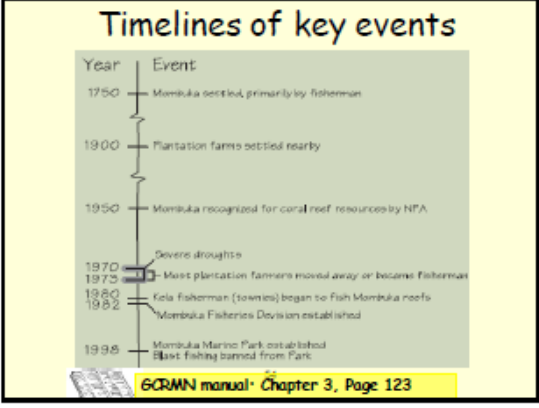 Timelines of key events
Year Event
1750 Mombuka settled, primarily by fisherman
1900 Plantation farms settled nearby
1950 Mombuka recognized for coral reef resources by NPA
Severe droughts
1970
1973 Most plantation farmers moved away or became fisherman
1980 Kela fisherman (townies) began to fish Mombuka reefs
1982 Mombuka Fisheries Division established
1998 Mombuka Marine Park established
Blast fishing banned from Park
GCRMN manual· Chapter 3, Page 123